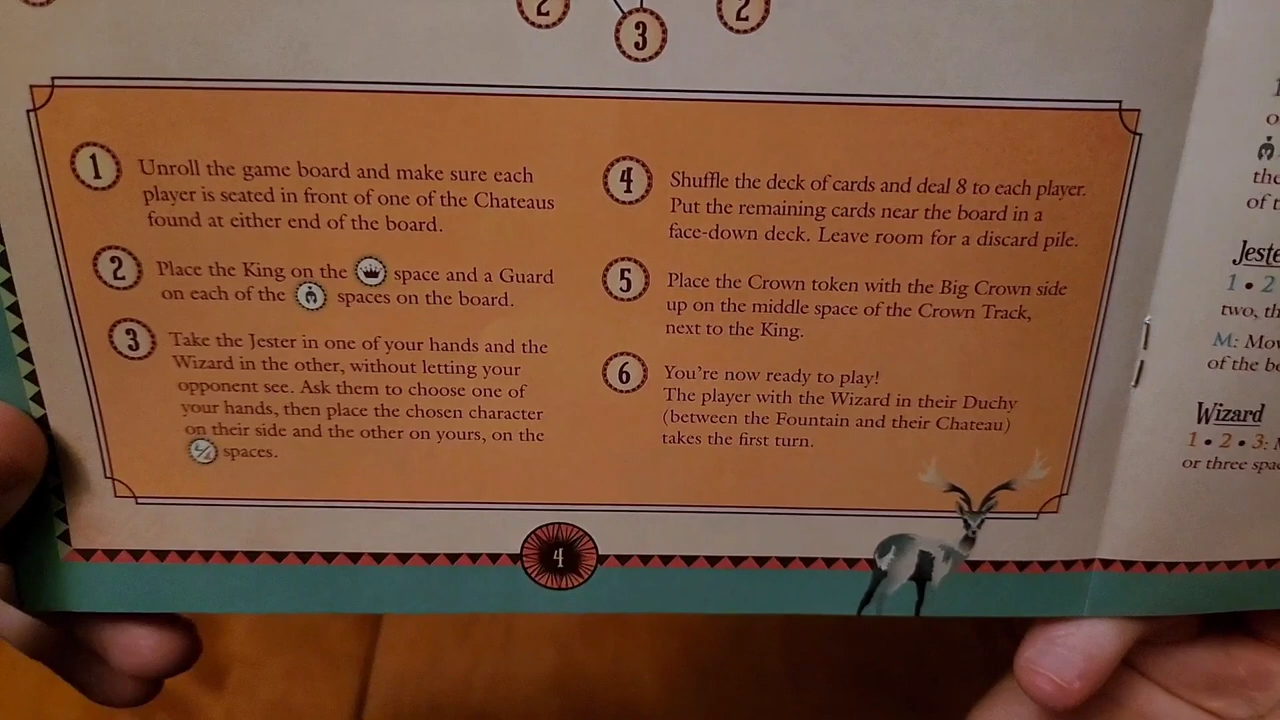 2
3
2
1
Unroll the game board and make sure each
player is seated in front of one of the Chateaus
found at either end of the board.
2
Place the King on the space and a Guard
on each of the spaces on the board.
3
Take the Jester in one of your hands and the
Wizard in the other, without letting your
opponent see. Ask them to choose one of
your hands, then place the chosen character
on their side and the other on yours, on the
spaces.
4
Shuffle the deck of cards and deal 8 to each player.
Put the remaining cards near the board in a
face-down deck. Leave room for a discard pile.
5
Place the Crown token with the Big Crown side
up on the middle space of the Crown Track,
next to the King.
6
You're now ready to play!
The player with the Wizard in their Duchy
(between the Fountain and their Chateau)
takes the first turn.
4
the
of t
Jeste
1 • 2
two, th
M: Mov
of the b
Wizard
1 • 2 • 3:
or three spa